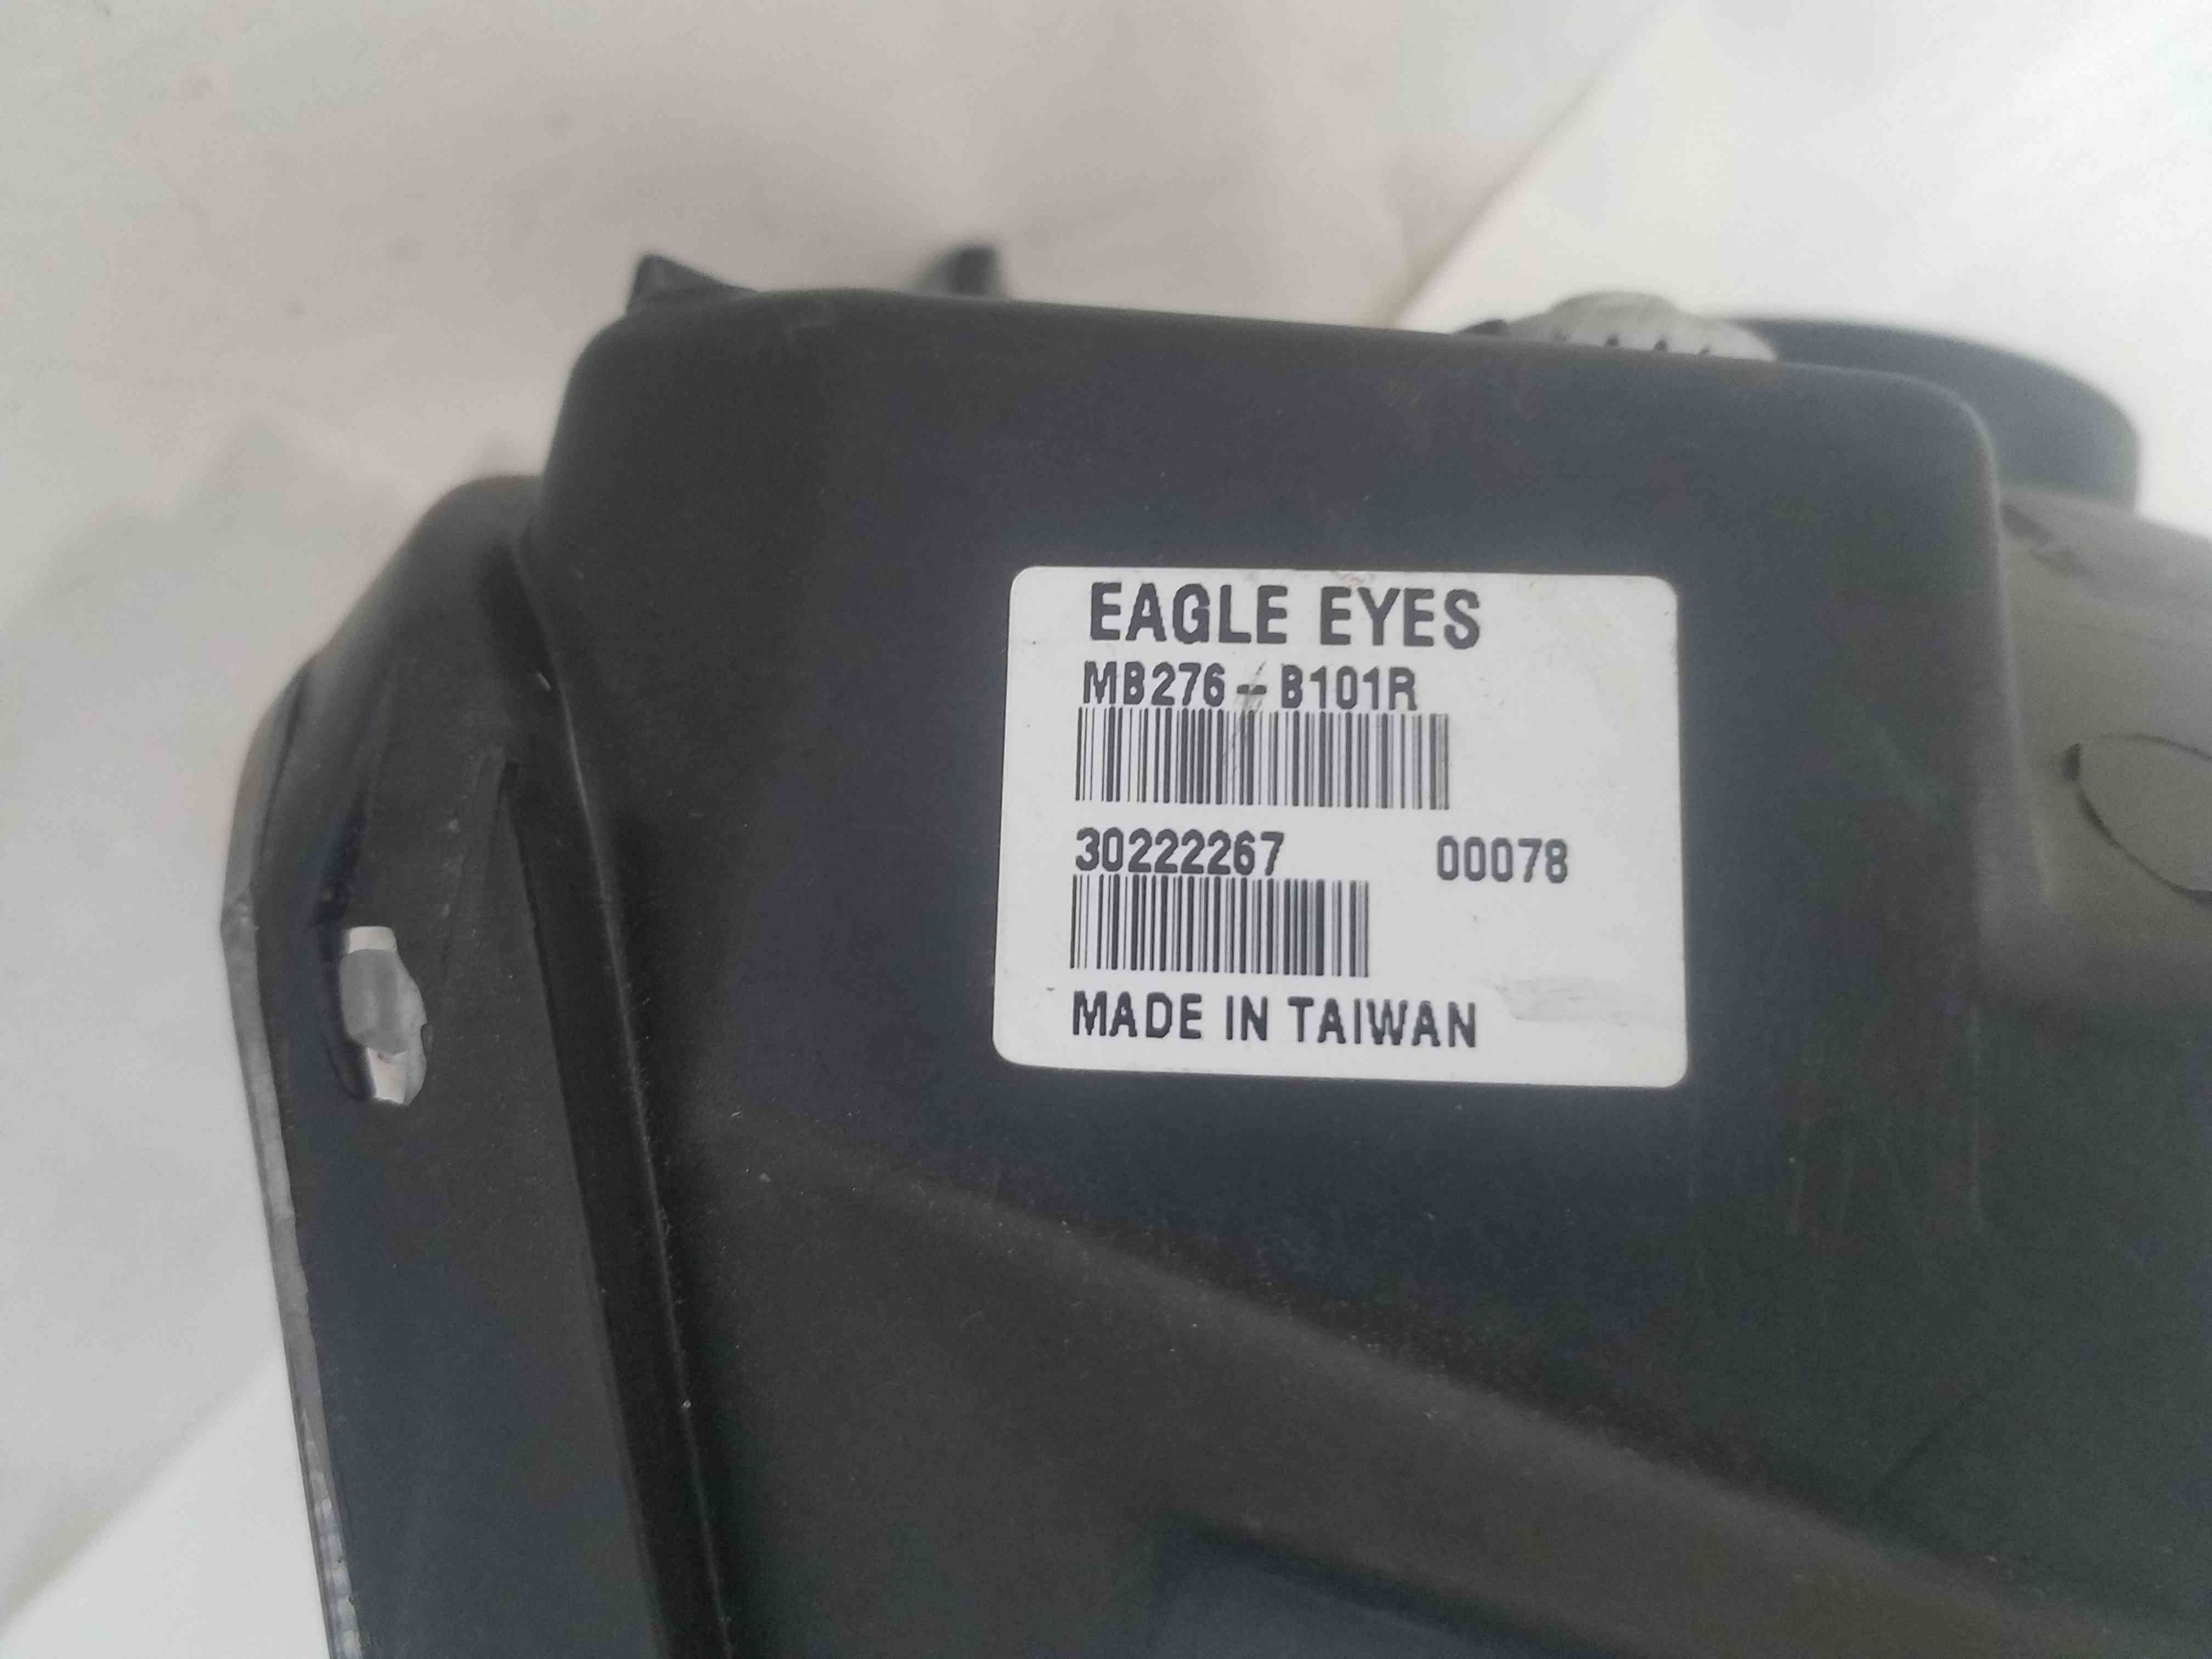 EAGLE EYES
MB276-B101R
30222267 00078
MADE IN TAIWAN